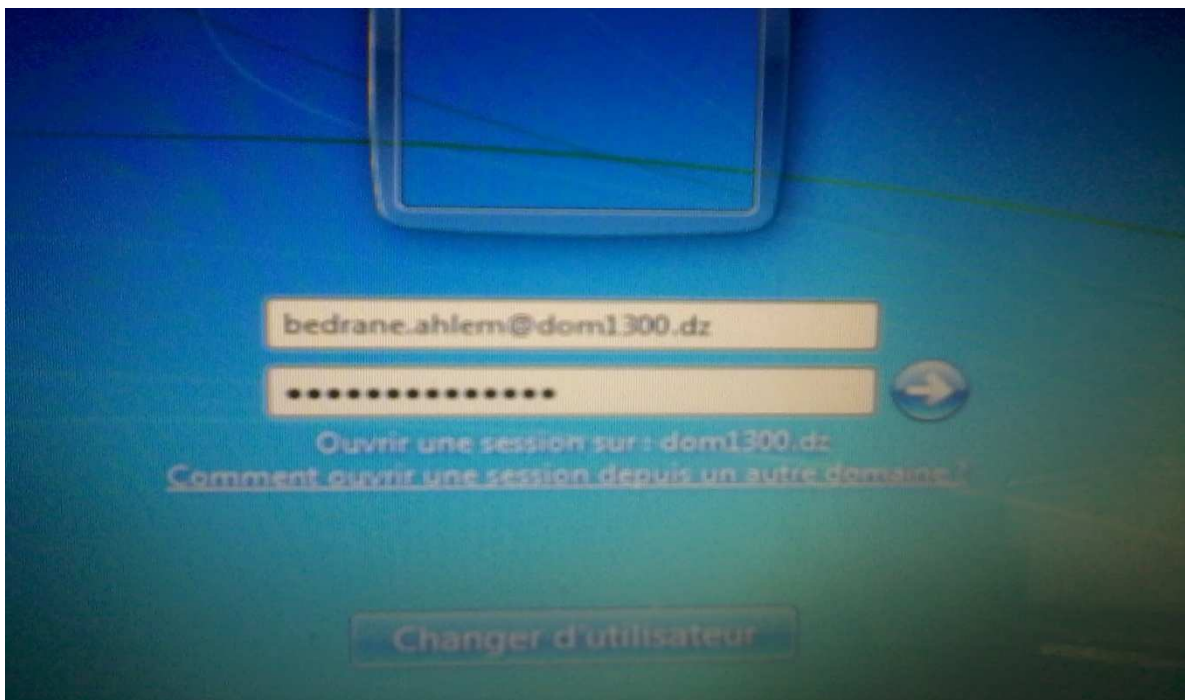 bedrane.ahlem@dom1300.dz
••••••••••••••
Ouvrir une session sur : dom1300.dz
Comment ouvrir une session depuis un autre domaine ?
Changer d'utilisateur